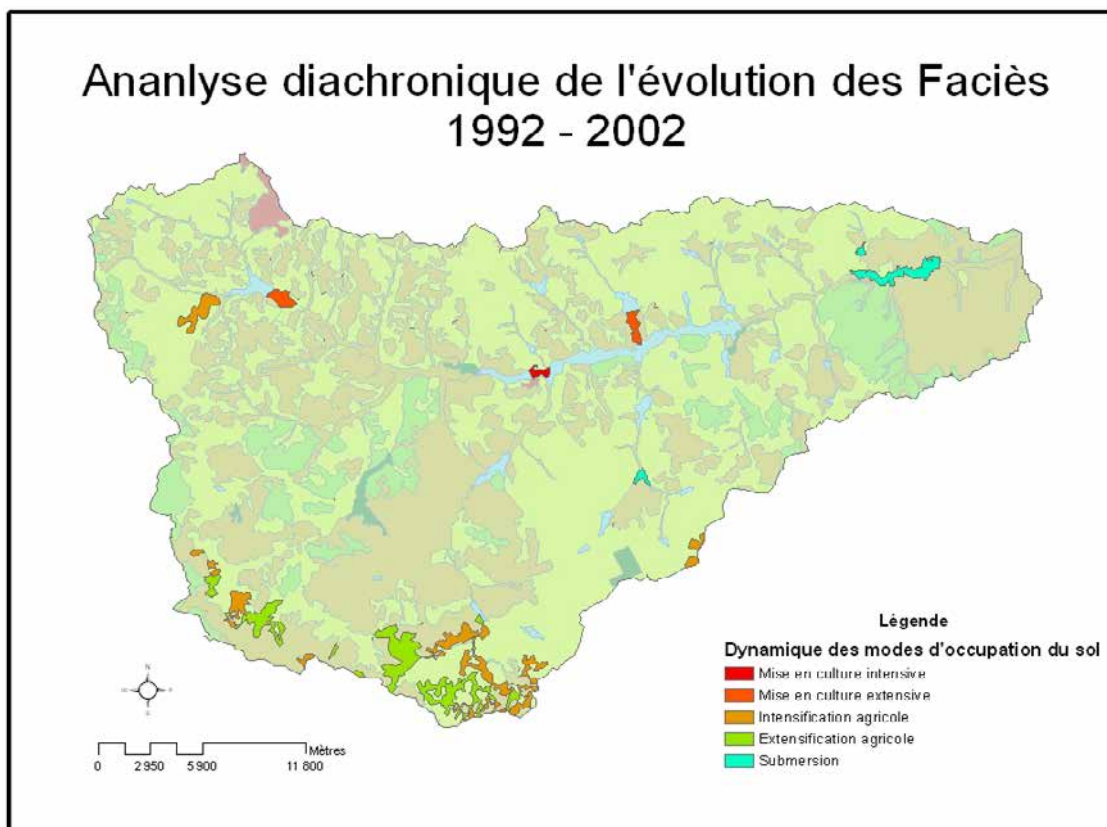 Ananlyse diachronique de l'évolution des Faciès
1992 - 2002
Légende
Dynamique des modes d'occupation du sol
Mise en culture intensive
Mise en culture extensive
Intensification agricole
Extensification agricole
Submersion
N
S
Mètres
0 2 950 5 900 11 800